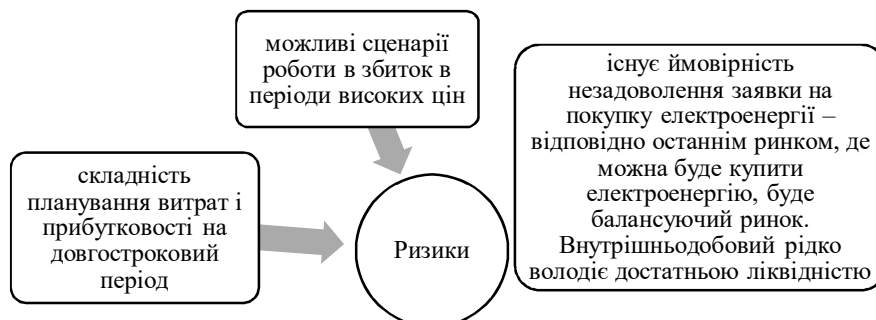 можливі сценарії
роботи в збиток в
періоди високих цін
існує ймовірність
незадоволення заявки на
покупку електроенергії –
відповідно останнім ринком, де
можна буде купити
електроенергію, буде
балансуючий ринок.
Внутрішньодобовий рідко
володіє достатньою ліквідністю
складність
планування витрат і
прибутковості на
довгостроковий
період
Ризики